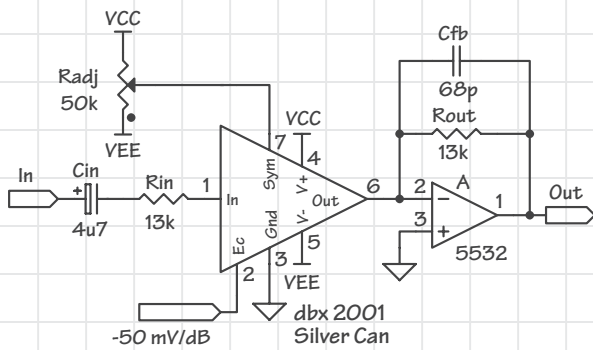 VCC
Cfb
Radj
50k
68p
VCC
Rout
VEE
7
4
13k
Sym
V+
In
Cin
+
Rin
1
In
Out
6
2
−
A
1
Out
4u7
13k
Gnd
V-
3
+
Ec
5
5532
2
3
VEE
-50 mV/dB
dbx 2001
Silver Can